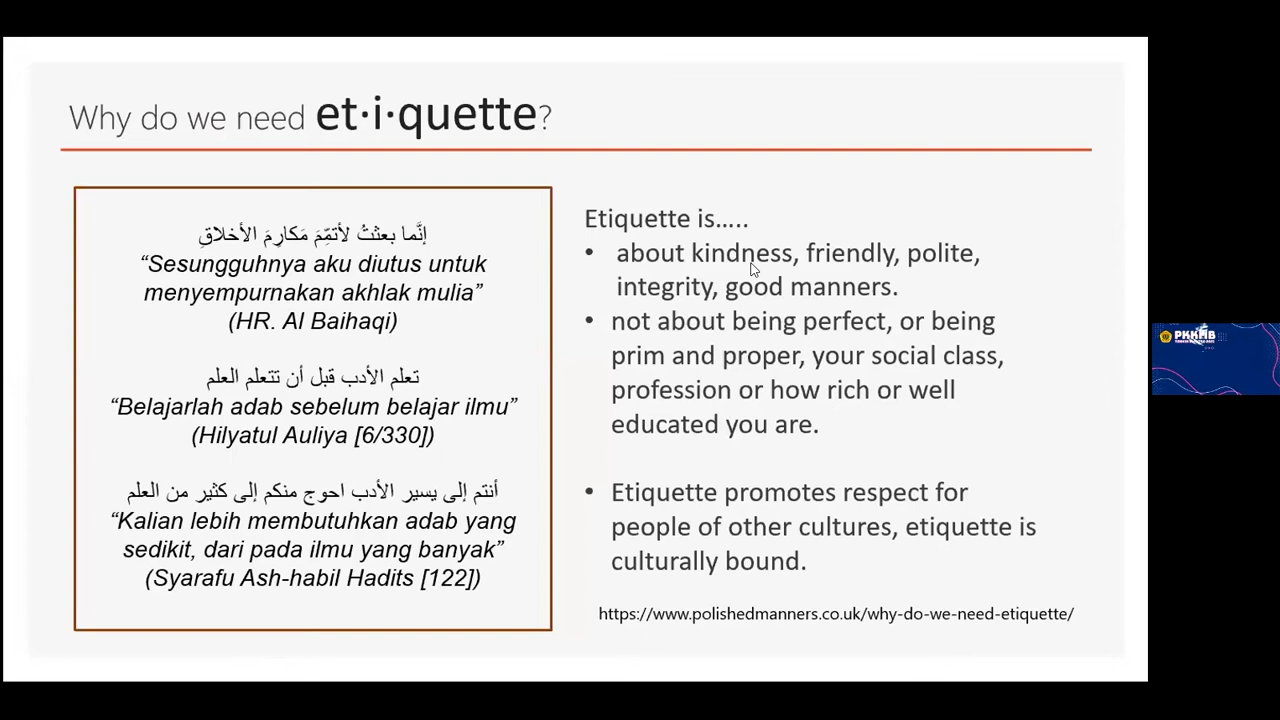 Why do we need et·i·quette?
إنَّما بعثتُ لأتمِّمَ مَكارِمَ الأخلاقِ
“Sesungguhnya aku diutus untuk
menyempurnakan akhlak mulia”
(HR. Al Baihaqi)
تعلم الأدب قبل أن تتعلم العلم
“Belajarlah adab sebelum belajar ilmu”
(Hilyatul Auliya [6/330])
أنتم إلى يسير الأدب احوج منكم إلى كثير من العلم
“Kalian lebih membutuhkan adab yang
sedikit, dari pada ilmu yang banyak”
(Syarafu Ash-habil Hadits [122])
Etiquette is…..
• about kindness, friendly, polite,
integrity, good manners.
• not about being perfect, or being
prim and proper, your social class,
profession or how rich or well
educated you are.
• Etiquette promotes respect for
people of other cultures, etiquette is
culturally bound.
https://www.polishedmanners.co.uk/why-do-we-need-etiquette/
PKKMB